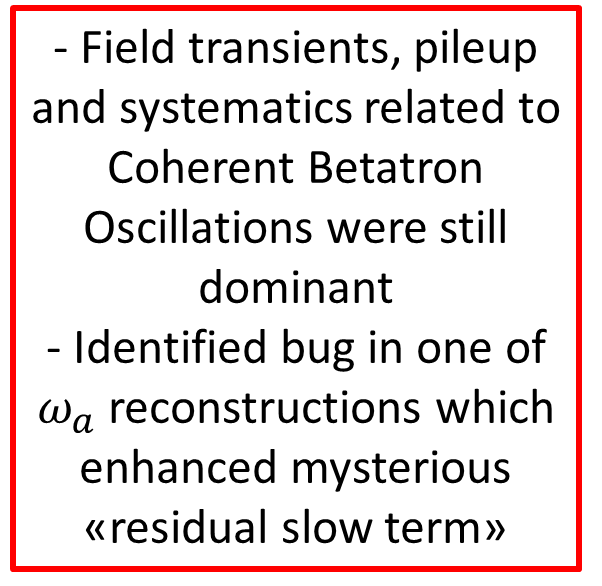 - Field transients, pileup
and systematics related to
Coherent Betatron
Oscillations were still
dominant
- Identified bug in one of
𝜔𝑎 reconstructions which
enhanced mysterious
«residual slow term»